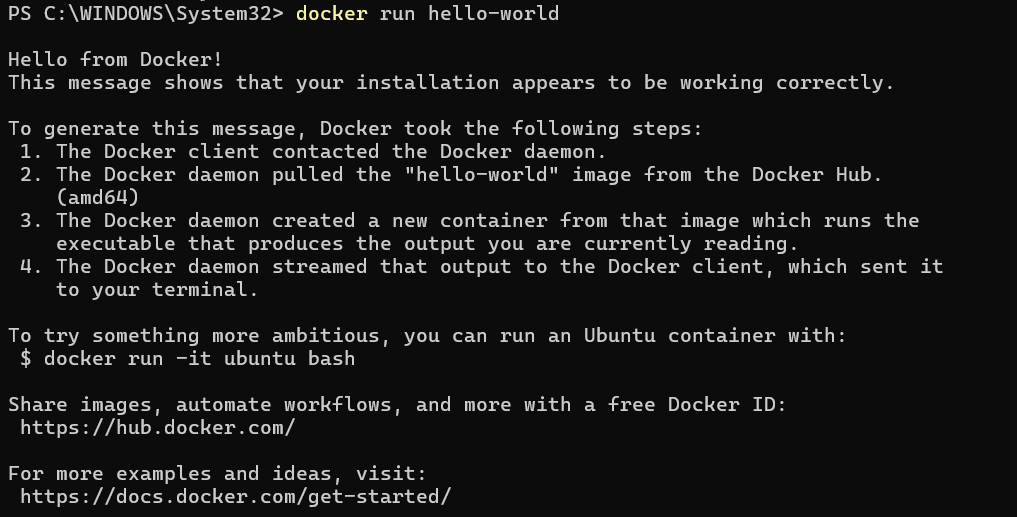 PS C:\WINDOWS\System32> docker run hello-world
Hello from Docker!
This message shows that your installation appears to be working correctly.
To generate this message, Docker took the following steps:
1. The Docker client contacted the Docker daemon.
2. The Docker daemon pulled the "hello-world" image from the Docker Hub.
(amd64)
3. The Docker daemon created a new container from that image which runs the
executable that produces the output you are currently reading.
4. The Docker daemon streamed that output to the Docker client, which sent it
to your terminal.
To try something more ambitious, you can run an Ubuntu container with:
$ docker run -it ubuntu bash
Share images, automate workflows, and more with a free Docker ID:
https://hub.docker.com/
For more examples and ideas, visit:
https://docs.docker.com/get-started/